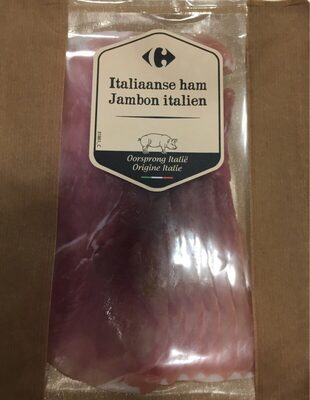 Italiaanse ham
Jambon italien
Oorsprong Italië
Origine Italie